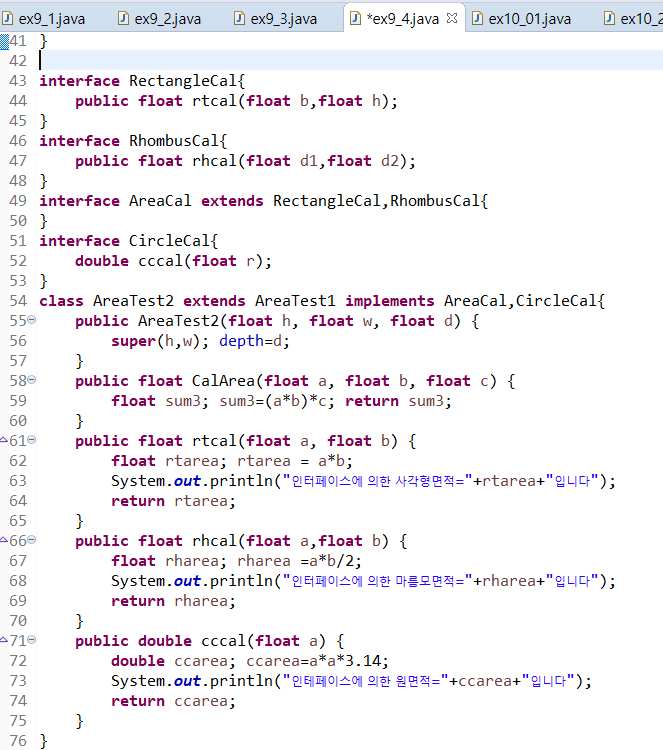 ex9_1.java ex9_2.java ex9_3.java *ex9_4.java ex10_01.java ex10_2
41 }
42
43 interface RectangleCal{
44     public float rtcal(float b,float h);
45 }
46 interface RhombusCal{
47     public float rhcal(float d1,float d2);
48 }
49 interface AreaCal extends RectangleCal,RhombusCal{
50 }
51 interface CircleCal{
52     double cccal(float r);
53 }
54 class AreaTest2 extends AreaTest1 implements AreaCal,CircleCal{
55     public AreaTest2(float h, float w, float d) {
56         super(h,w); depth=d;
57     }
58     public float CalArea(float a, float b, float c) {
59         float sum3; sum3=(a*b)*c; return sum3;
60     }
61     public float rtcal(float a, float b) {
62         float rtarea; rtarea = a*b;
63         System.out.println("인터페이스에 의한 사각형면적="+rtarea+"입니다");
64         return rtarea;
65     }
66     public float rhcal(float a,float b) {
67         float rharea; rharea =a*b/2;
68         System.out.println("인터페이스에 의한 마름모면적="+rharea+"입니다");
69         return rharea;
70     }
71     public double cccal(float a) {
72         double ccarea; ccarea=a*a*3.14;
73         System.out.println("인테페이스에 의한 원면적="+ccarea+"입니다");
74         return ccarea;
75     }
76 }